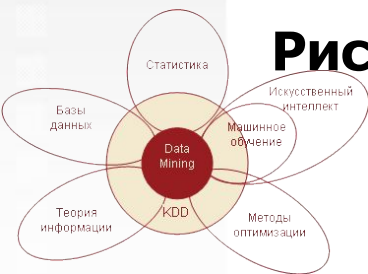 Рис
Статистика
Искусственный
интеллект
Базы
данных
Машинное
обучение
Data
Mining
KDD
Теория
информации
Методы
оптимизации